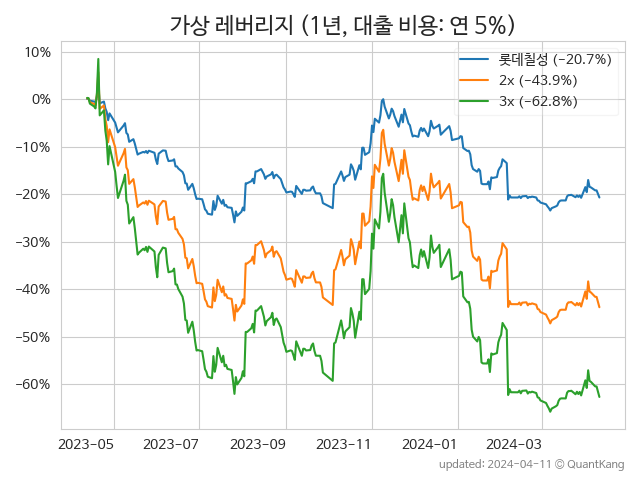 가상 레버리지 (1년, 대출 비용: 연 5%)
롯데칠성 (−20.7%)
2x (−43.9%)
3x (−62.8%)
10%
0%
−10%
−20%
−30%
−40%
−50%
−60%
2023-05
2023-07
2023-09
2023-11
2024-01
2024-03
updated: 2024-04-11 © QuantKang